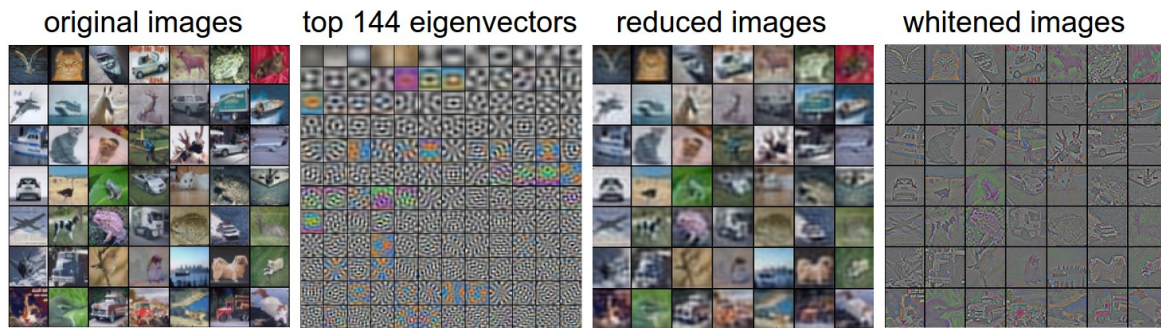 original images
top 144 eigenvectors
reduced images
whitened images